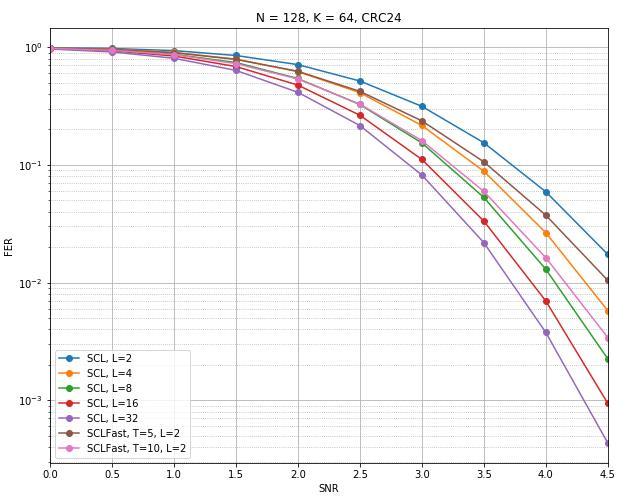 N = 128, K = 64, CRC24
10⁰
10⁻¹
10⁻²
10⁻³
FER
SCL, L=2
SCL, L=4
SCL, L=8
SCL, L=16
SCL, L=32
SCLFast, T=5, L=2
SCLFast, T=10, L=2
0.0 0.5 1.0 1.5 2.0 2.5 3.0 3.5 4.0 4.5
SNR